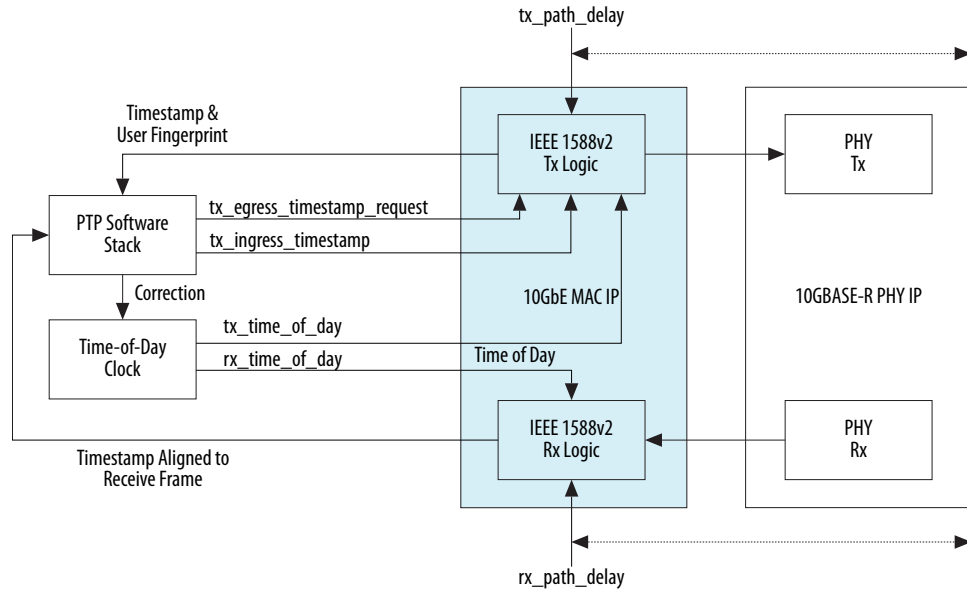 tx_path_delay
Timestamp &
User Fingerprint
IEEE 1588v2
Tx Logic
PHY
Tx
tx_egress_timestamp_request
PTP Software
Stack
tx_ingress_timestamp
Correction
10GbE MAC IP
10GBASE-R PHY IP
tx_time_of_day
Time-of-Day
Clock
rx_time_of_day
Time of Day
IEEE 1588v2
Rx Logic
PHY
Rx
Timestamp Aligned to
Receive Frame
rx_path_delay